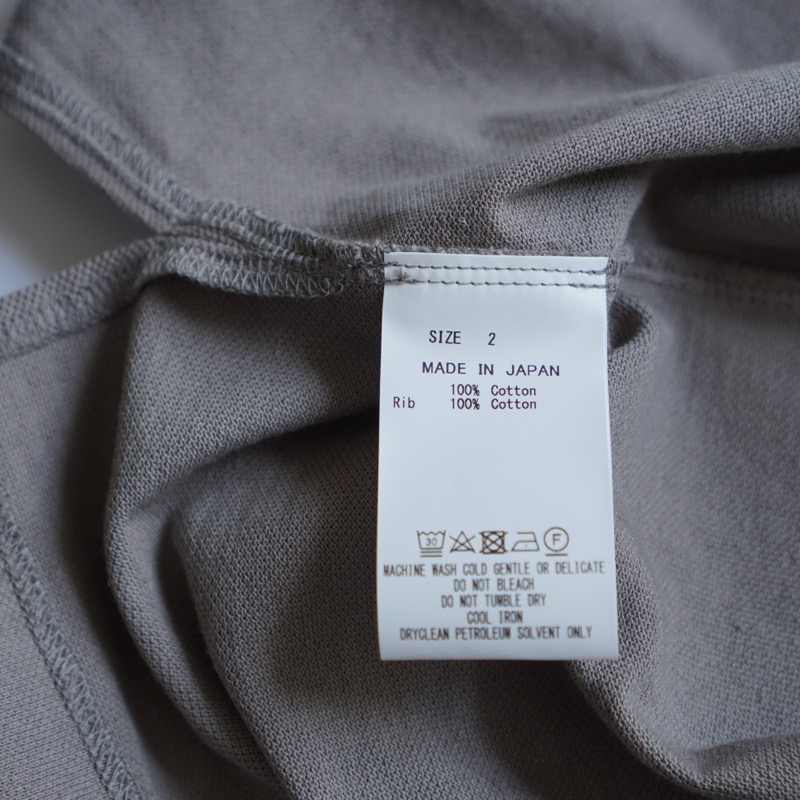 SIZE 2
MADE IN JAPAN
100% Cotton
Rib 100% Cotton
30 F
MACHINE WASH COLD GENTLE OR DELICATE
DO NOT BLEACH
DO NOT TUMBLE DRY
COOL IRON
DRYCLEAN PETROLEUM SOLVENT ONLY